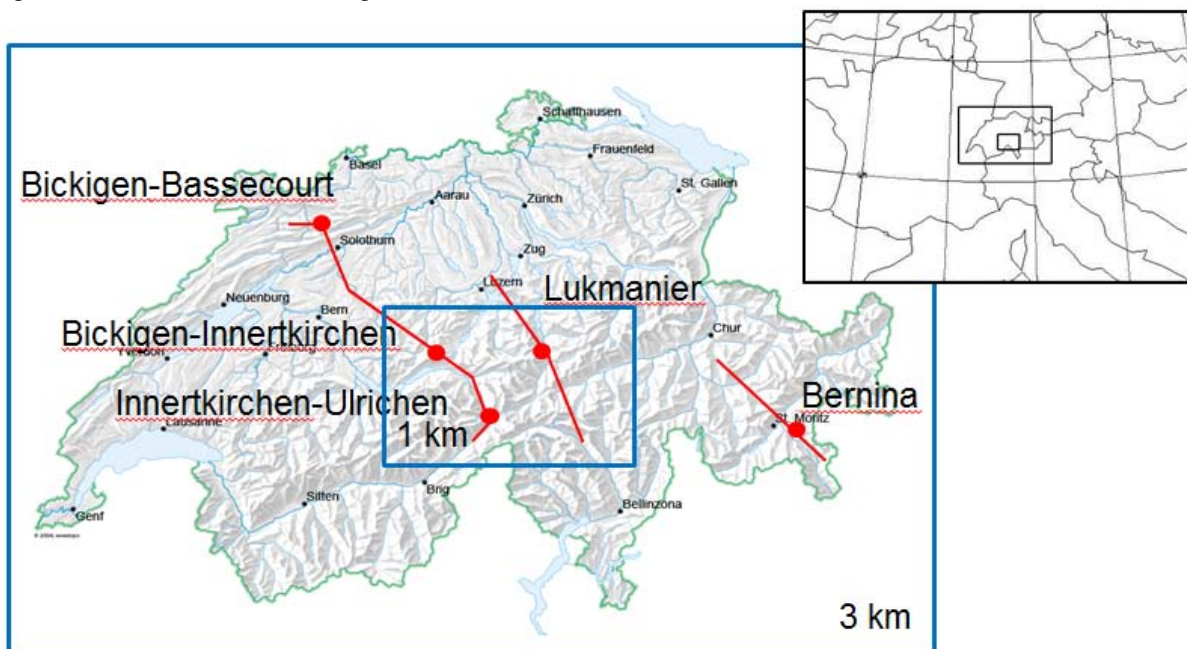 Schaffhausen
Basel
Frauenfeld
Bickigen-Bassecourt
Aarau
Zürich
St. Gallen
Solothurn
Zug
Neuenburg
Luzern
Lukmanier
Bern
Bickigen-Innertkirchen
Chur
Innertkirchen-Ulrichen
Bernina
Lausanne
1 km
St. Moritz
Brig
Sitten
Bellinzona
Genf
3 km